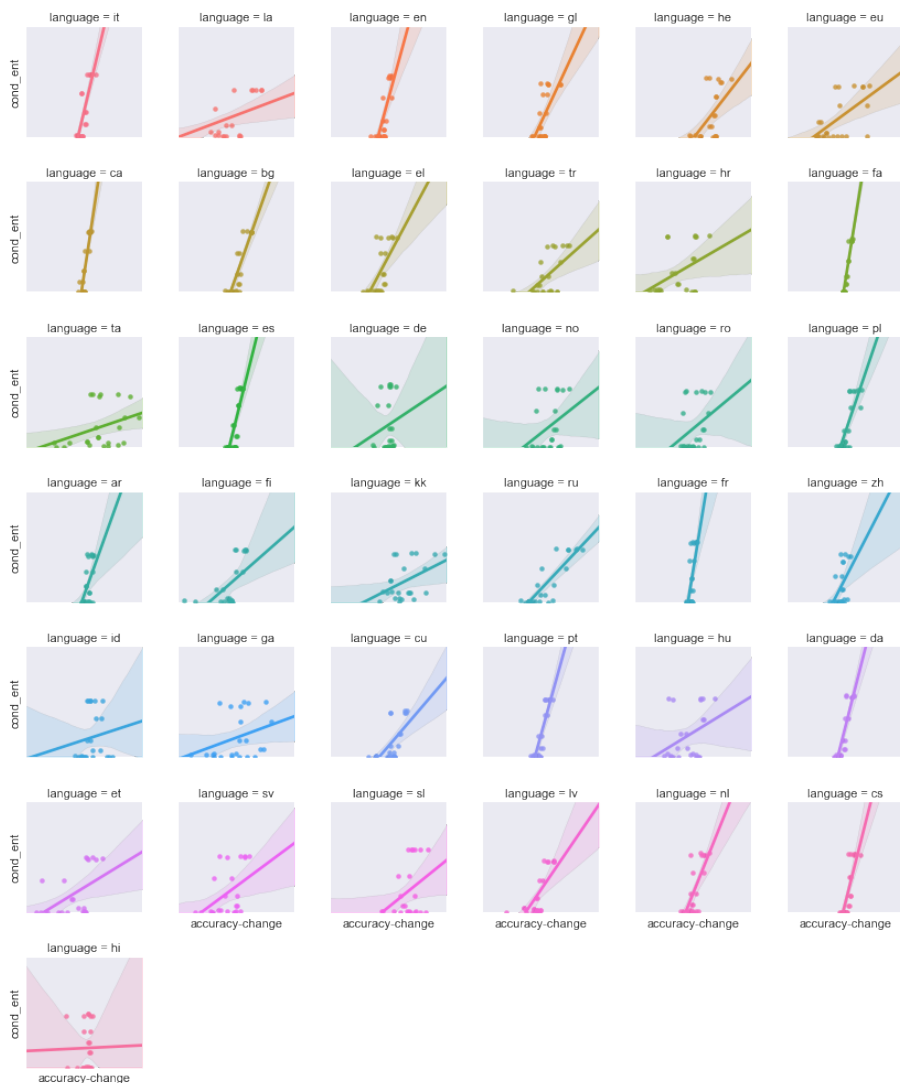 language = it language = la language = en language = gl language = he language = eu
cond_ent
language = ca language = bg language = el language = tr language = hr language = fa
cond_ent
language = ta language = es language = de language = no language = ro language = pl
cond_ent
language = ar language = fi language = kk language = ru language = fr language = zh
cond_ent
language = id language = ga language = cu language = pt language = hu language = da
cond_ent
language = et language = sv language = sl language = lv language = nl language = cs
cond_ent
accuracy-change accuracy-change accuracy-change accuracy-change accuracy-change
language = hi
cond_ent
accuracy-change